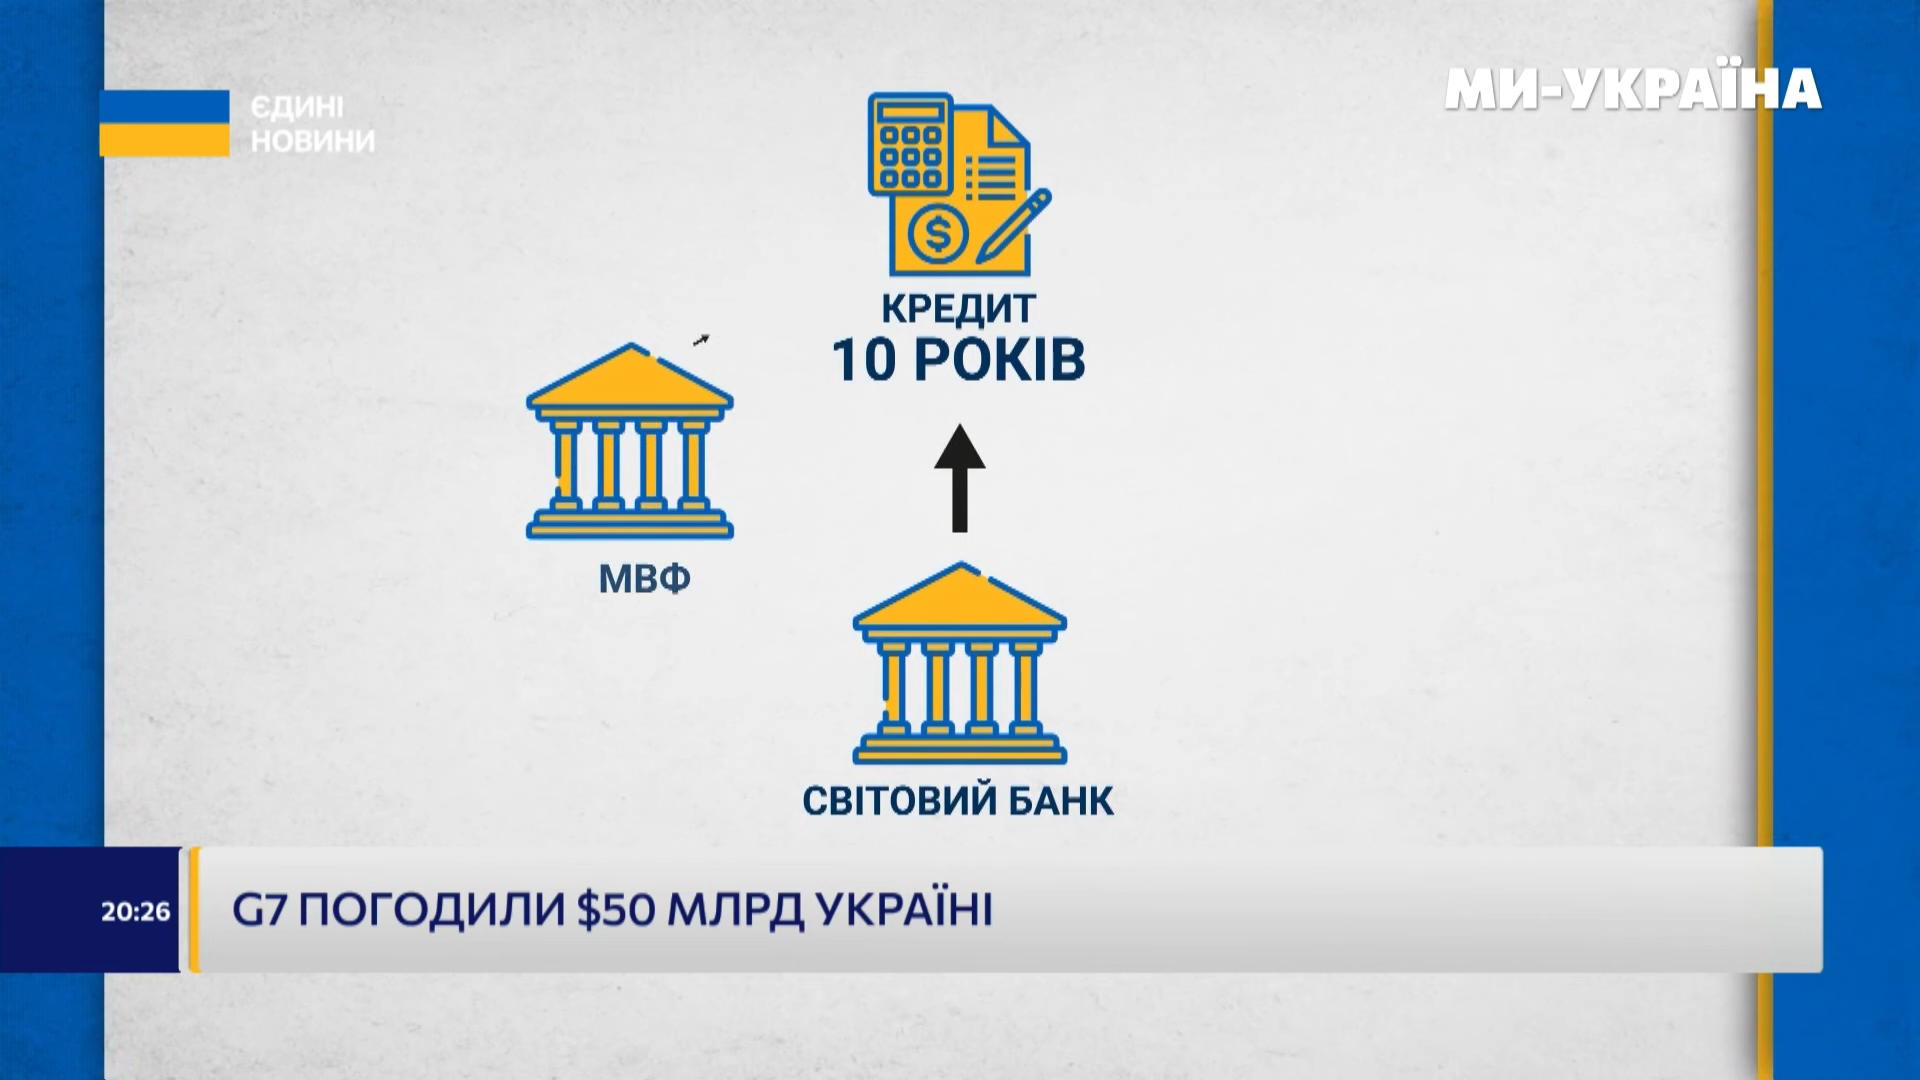 ЄДИНІ
НОВИНИ
МИ-УКРАЇНА
$
КРЕДИТ
10 РОКІВ
МВФ
СВІТОВИЙ БАНК
20:26
G7 ПОГОДИЛИ $50 МЛРД УКРАЇНІ